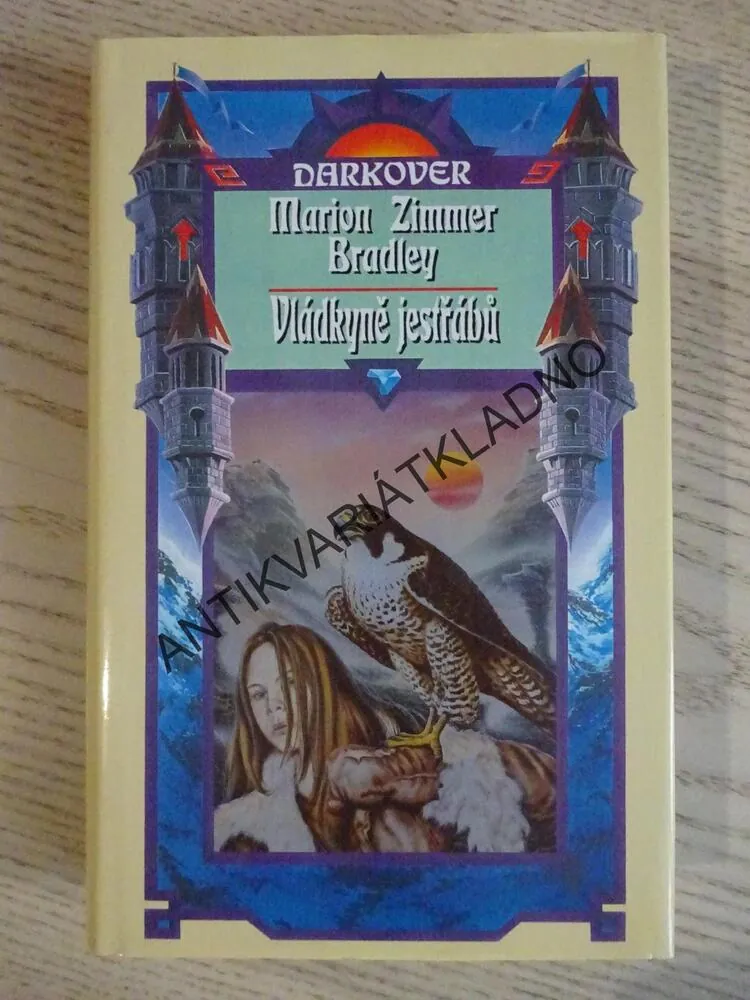 DARKOVER
Marion Zimmer
Bradley
Vládkyně jestřábů
ANTIKVARIÁTKLADNO